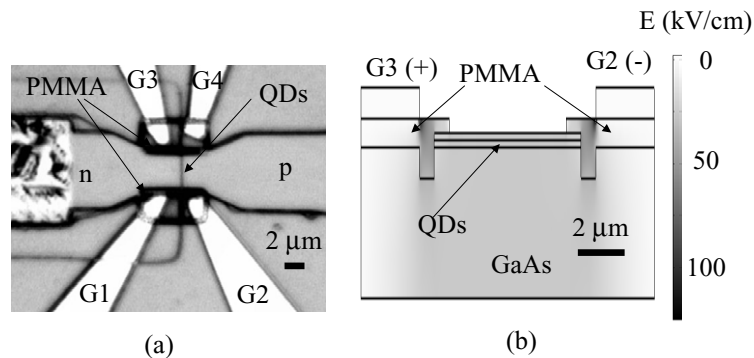 E (kV/cm)
G3
G4
PMMA
QDs
n
p
2 μm
G1
G2
(a)
G3 (+)
PMMA
G2 (-)
QDs
2 μm
GaAs
(b)
0
50
100